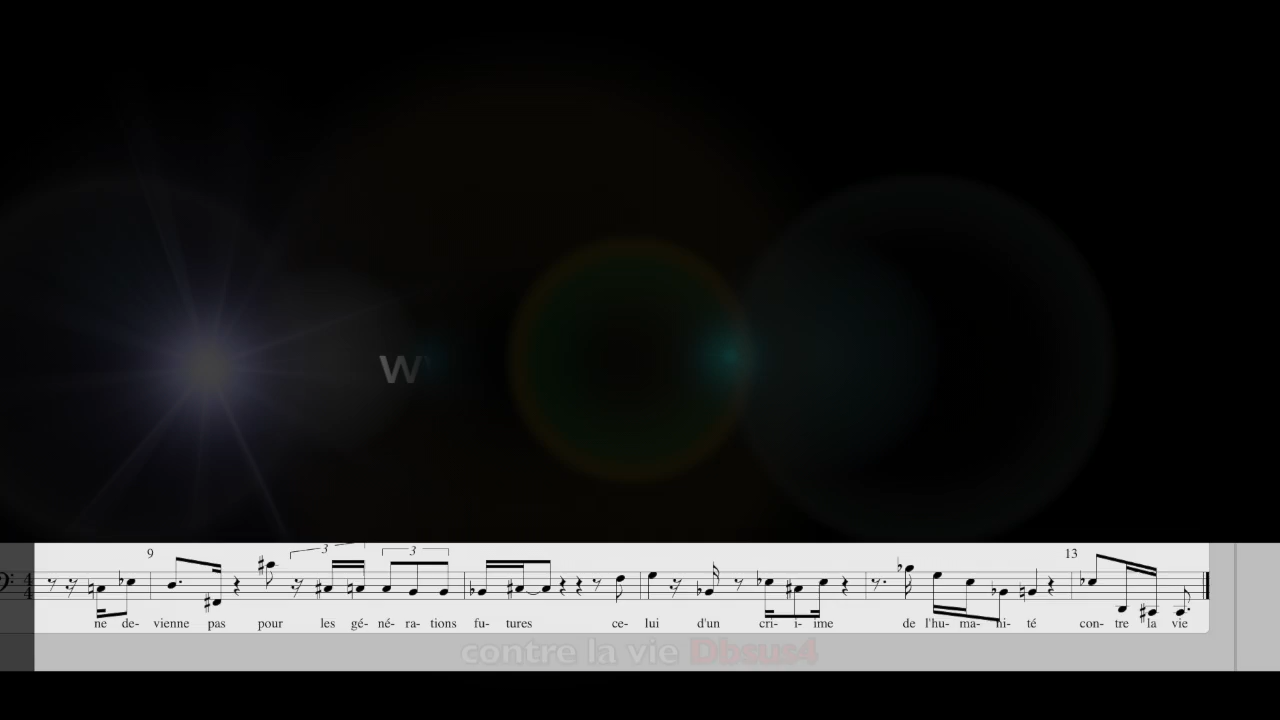 W
9 3 3 13
ne de- vienne pas pour les gé- né- ra- tions fu- tures ce- lui d'un cri- i- ime de l'hu- ma- ni- té con- tre la vie
contre la vie Dbsus4